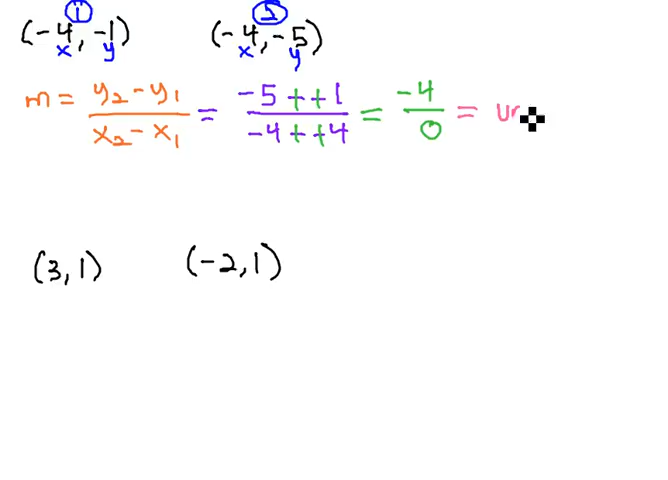 ① ②
(-4, -1) (-4, -5)
x y x y
m = y₂ - y₁ / x₂ - x₁ = -5 + + 1 / -4 + + 4 = -4 / 0 = un
(3, 1) (-2, 1)